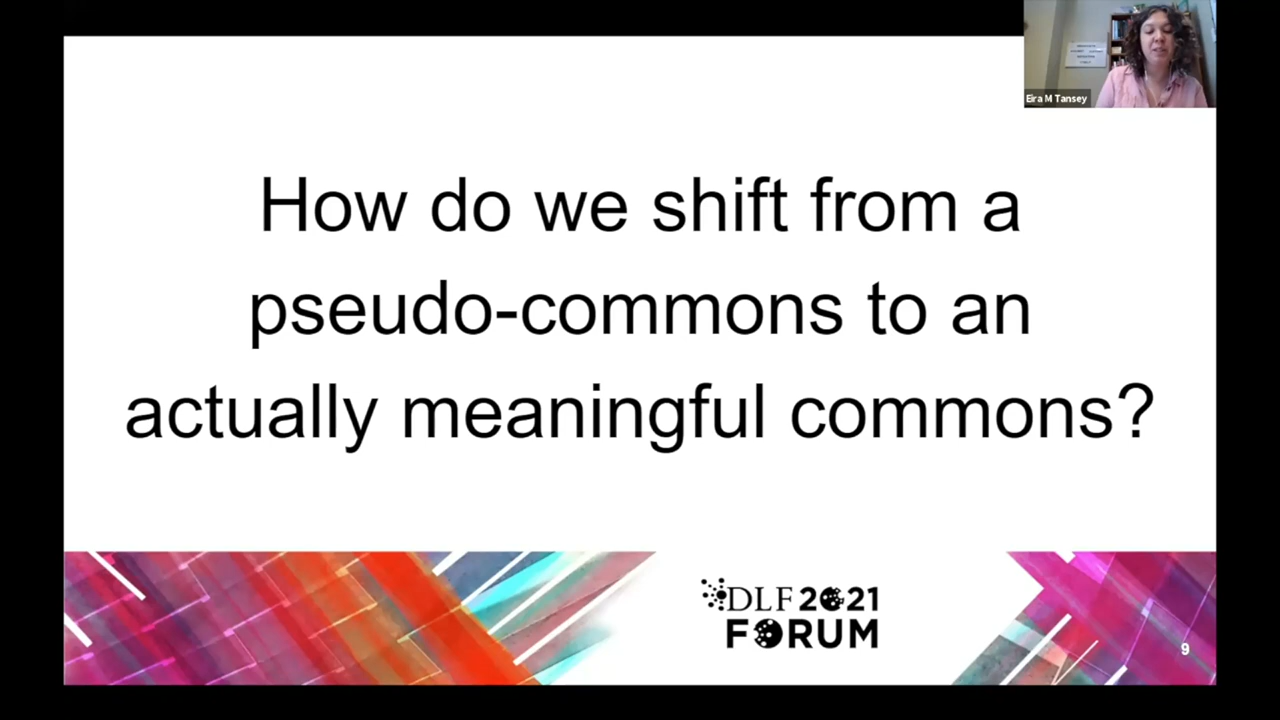 Eira M Tansey
How do we shift from a
pseudo-commons to an
actually meaningful commons?
DLF 2021
FORUM
9